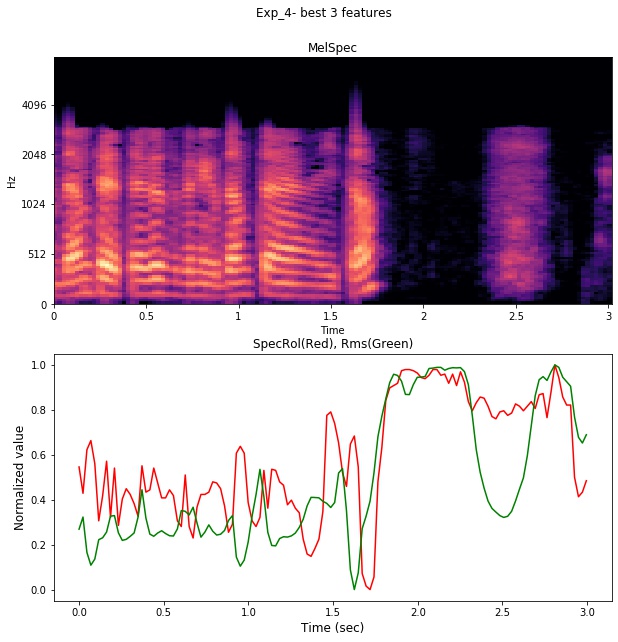 Exp_4- best 3 features
MelSpec
4096
2048
1024
512
0
Hz
0 0.5 1 1.5 2 2.5 3
Time
SpecRol(Red), Rms(Green)
1.0
0.8
0.6
0.4
0.2
0.0
Normalized value
0.0 0.5 1.0 1.5 2.0 2.5 3.0
Time (sec)